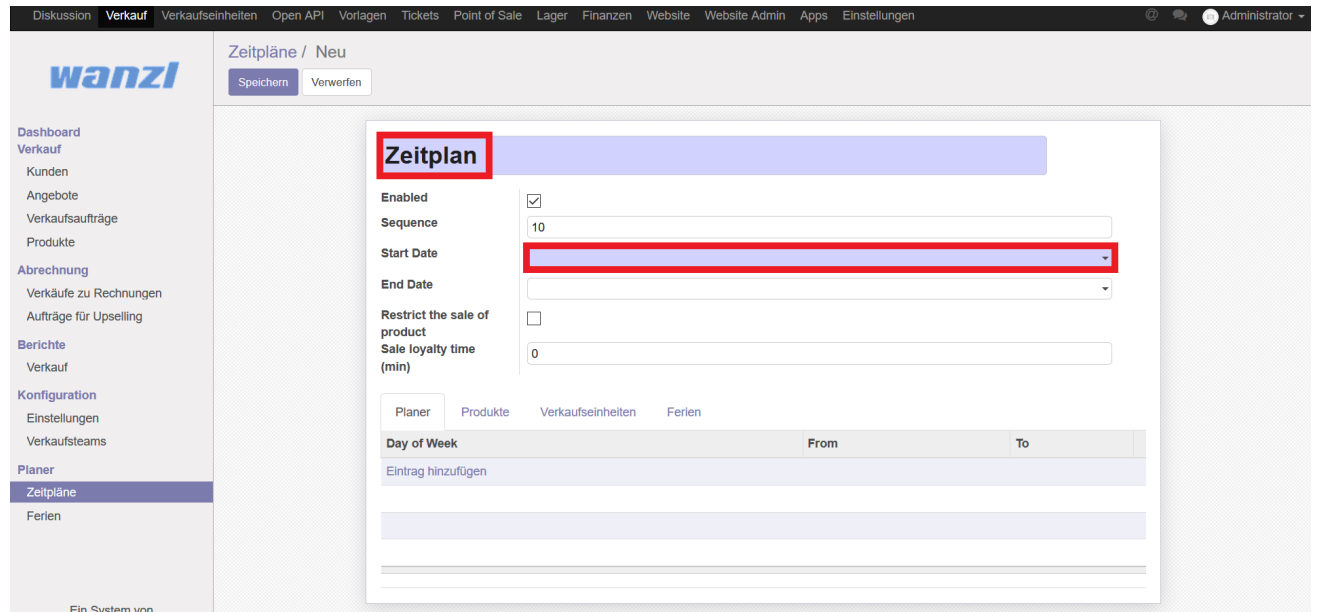 Diskussion Verkauf Verkaufseinheiten Open API Vorlagen Tickets Point of Sale Lager Finanzen Website Website Admin Apps Einstellungen @ Administrator
wanzl
Zeitpläne / Neu
Speichern Verwerfen
Dashboard
Verkauf
Kunden
Angebote
Verkaufsaufträge
Produkte
Abrechnung
Verkäufe zu Rechnungen
Aufträge für Upselling
Berichte
Verkauf
Konfiguration
Einstellungen
Verkaufsteams
Planer
Zeitpläne
Ferien
Ein System von
Zeitplan
Enabled
Sequence 10
Start Date
End Date
Restrict the sale of
product
Sale loyalty time
(min) 0
Planer Produkte Verkaufseinheiten Ferien
Day of Week From To
Eintrag hinzufügen